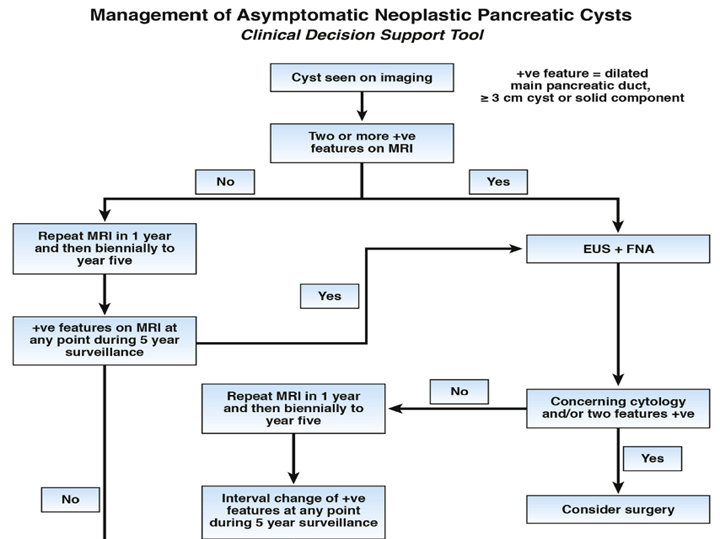 Management of Asymptomatic Neoplastic Pancreatic Cysts
Clinical Decision Support Tool
Cyst seen on imaging
+ve feature = dilated
main pancreatic duct,
≥ 3 cm cyst or solid component
Two or more +ve
features on MRI
No
Yes
Repeat MRI in 1 year
and then biennially to
year five
EUS + FNA
Yes
+ve features on MRI at
any point during 5 year
surveillance
Repeat MRI in 1 year
and then biennially to
year five
No
Concerning cytology
and/or two features +ve
Yes
No
Interval change of +ve
features at any point
during 5 year surveillance
Consider surgery